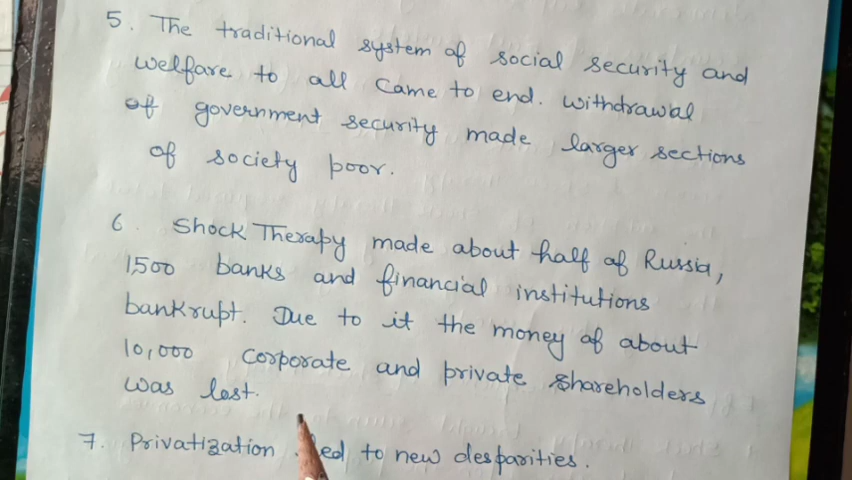 5. The traditional system of social security and
welfare to all came to end. Withdrawal
of government security made larger sections
of society poor.
6 Shock Therapy made about half of Russia,
1500 banks and financial institutions
bankrupt. Due to it the money of about
10,000 corporate and private shareholders
was lost.
7. Privatization led to new desparities.